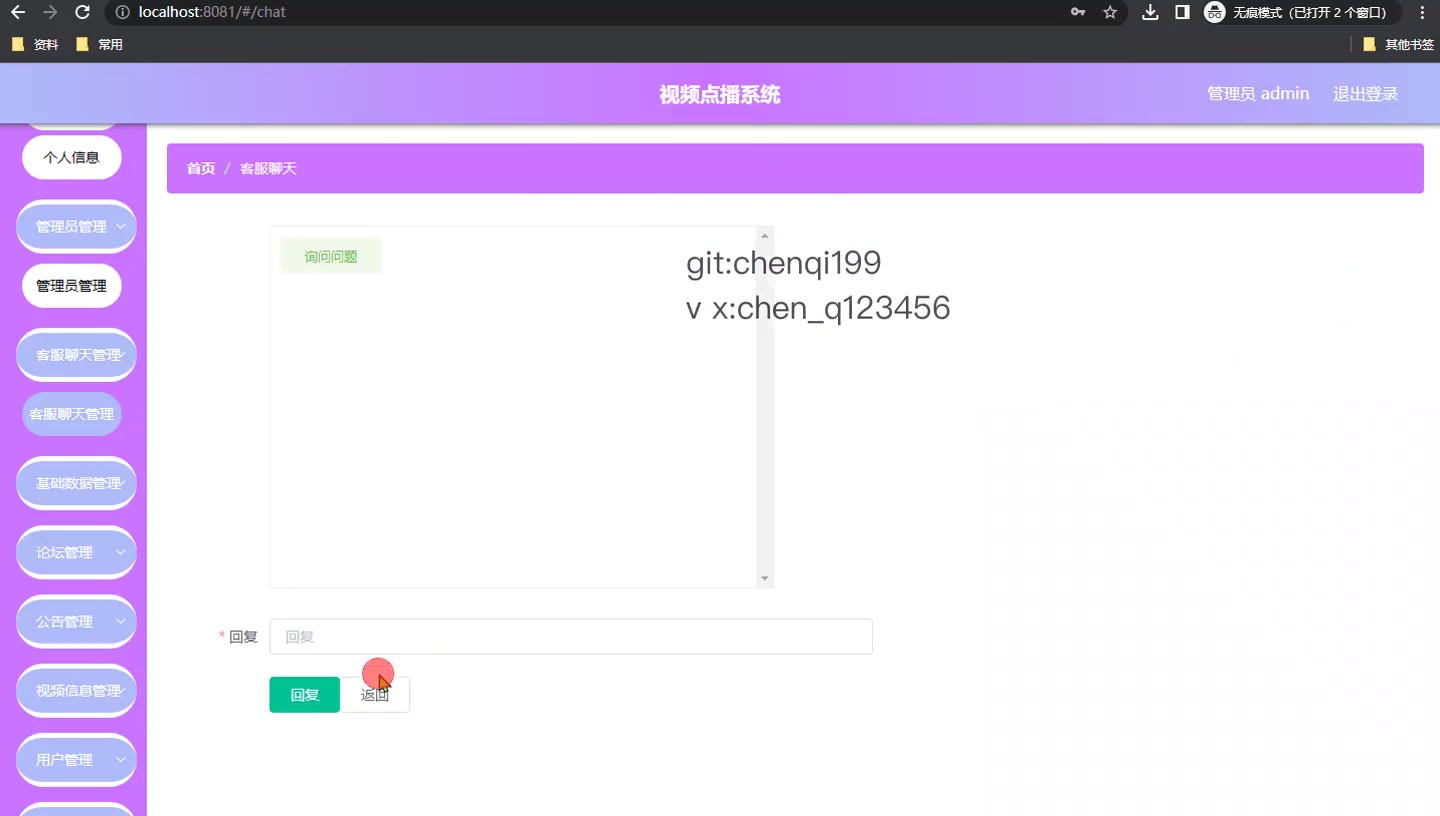 localhost:8081/#/chat
无痕模式（已打开 2 个窗口）
资料
常用
其他书签
视频点播系统
管理员 admin
退出登录
个人信息
管理员管理
管理员管理
客服聊天管理
客服聊天管理
基础数据管理
论坛管理
公告管理
视频信息管理
用户管理
首页 / 客服聊天
询问问题
git:chenqi199
v x:chen_q123456
* 回复
回复
回复
返回